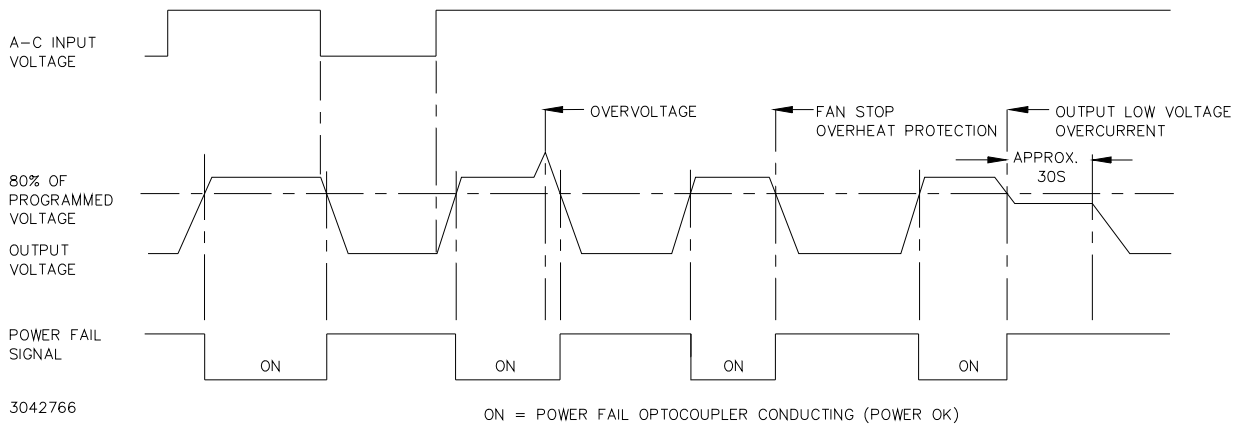 A-C INPUT
VOLTAGE
OVERVOLTAGE
FAN STOP
OVERHEAT PROTECTION
OUTPUT LOW VOLTAGE
OVERCURRENT
APPROX.
30S
80% OF
PROGRAMMED
VOLTAGE
OUTPUT
VOLTAGE
POWER FAIL
SIGNAL
ON
ON
ON
ON
3042766
ON = POWER FAIL OPTOCOUPLER CONDUCTING (POWER OK)